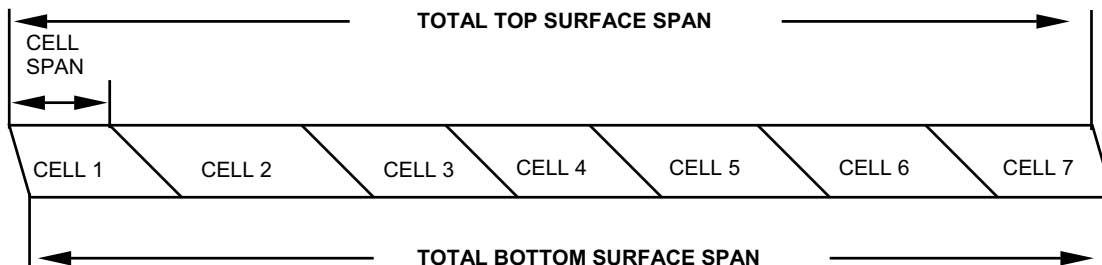 TOTAL TOP SURFACE SPAN
CELL
SPAN
CELL 1
CELL 2
CELL 3
CELL 4
CELL 5
CELL 6
CELL 7
TOTAL BOTTOM SURFACE SPAN